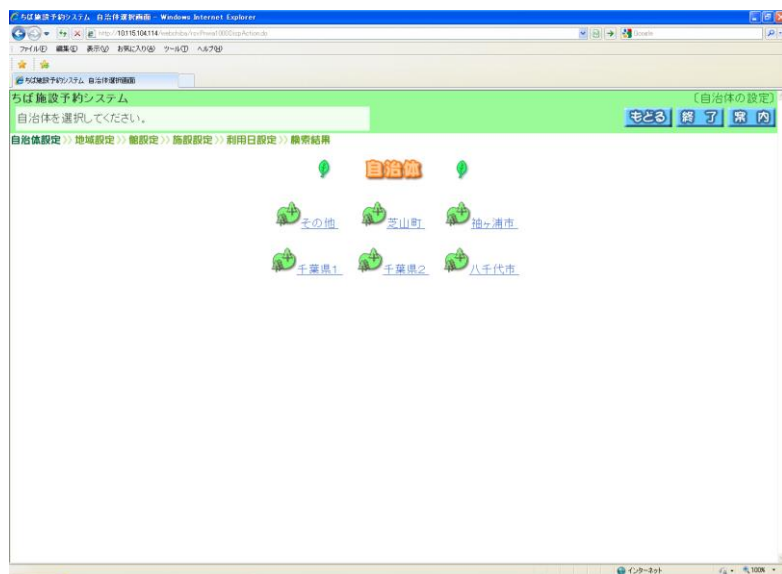 ちば施設予約システム 自治体選択画面 - Windows Internet Explorer
http://10.115.104.114/
Google
ファイル(F) 編集(E) 表示(V) お気に入り(A) ツール(T) ヘルプ(H)
ちば施設予約システム 自治体選択画面
ちば施設予約システム
〔自治体の設定〕
自治体を選択してください。
もどる 終了 案内
自治体設定>>地域設定>>館設定>>施設設定>>利用日設定>>検索結果
自治体
その他 芝山町 袖ヶ浦市
千葉県1 千葉県2 八千代市
インターネット 100%